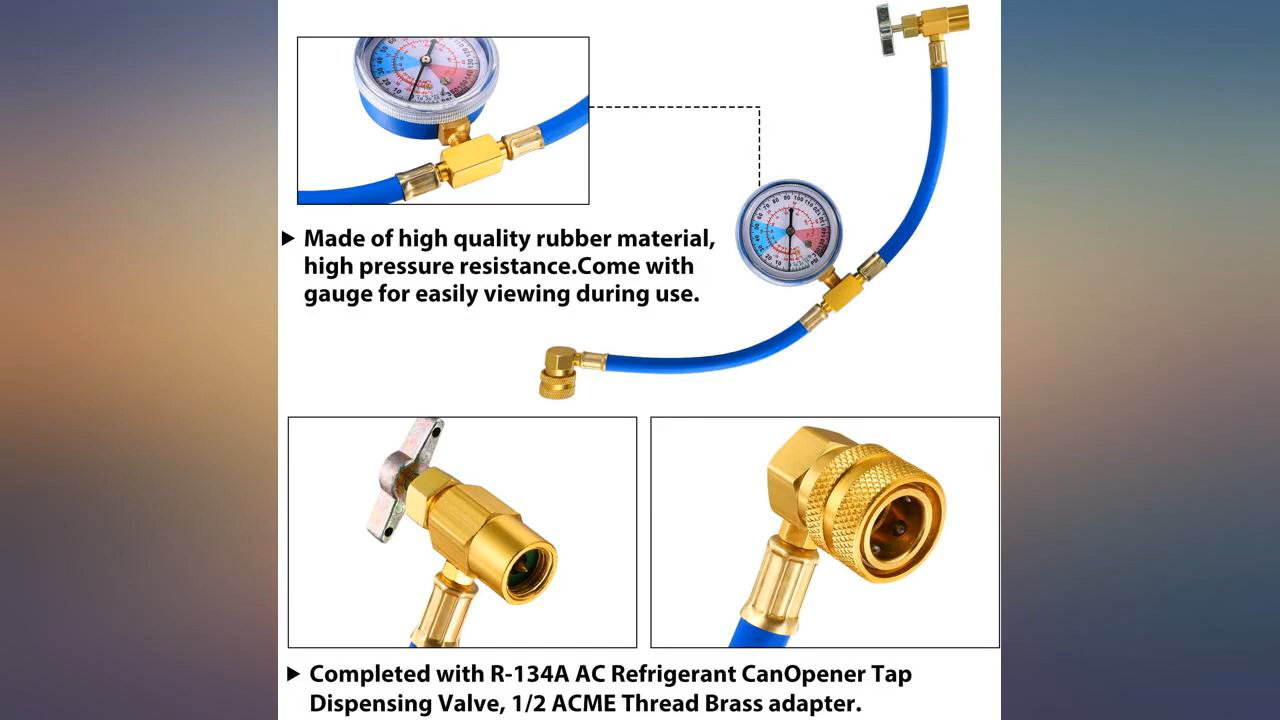 Made of high quality rubber material,
high pressure resistance.Come with
gauge for easily viewing during use.
Completed with R-134A AC Refrigerant CanOpener Tap
Dispensing Valve, 1/2 ACME Thread Brass adapter.